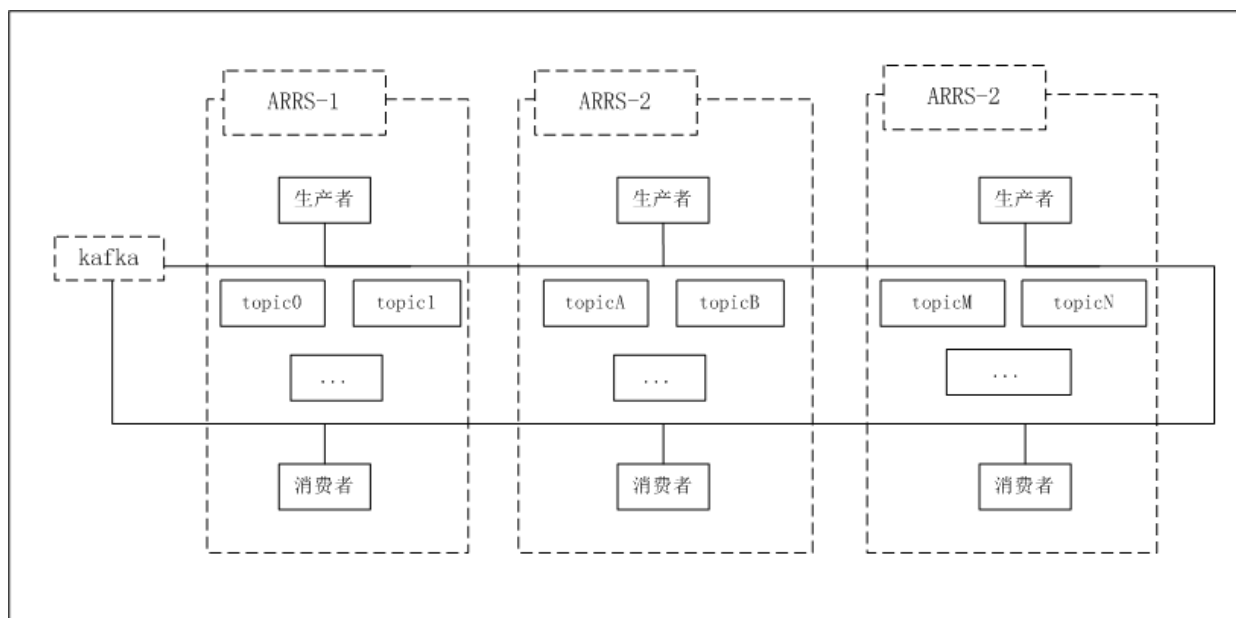 ARRS-1
ARRS-2
ARRS-2
生产者
生产者
生产者
kafka
topic0
topic1
topicA
topicB
topicM
topicN
...
...
...
消费者
消费者
消费者